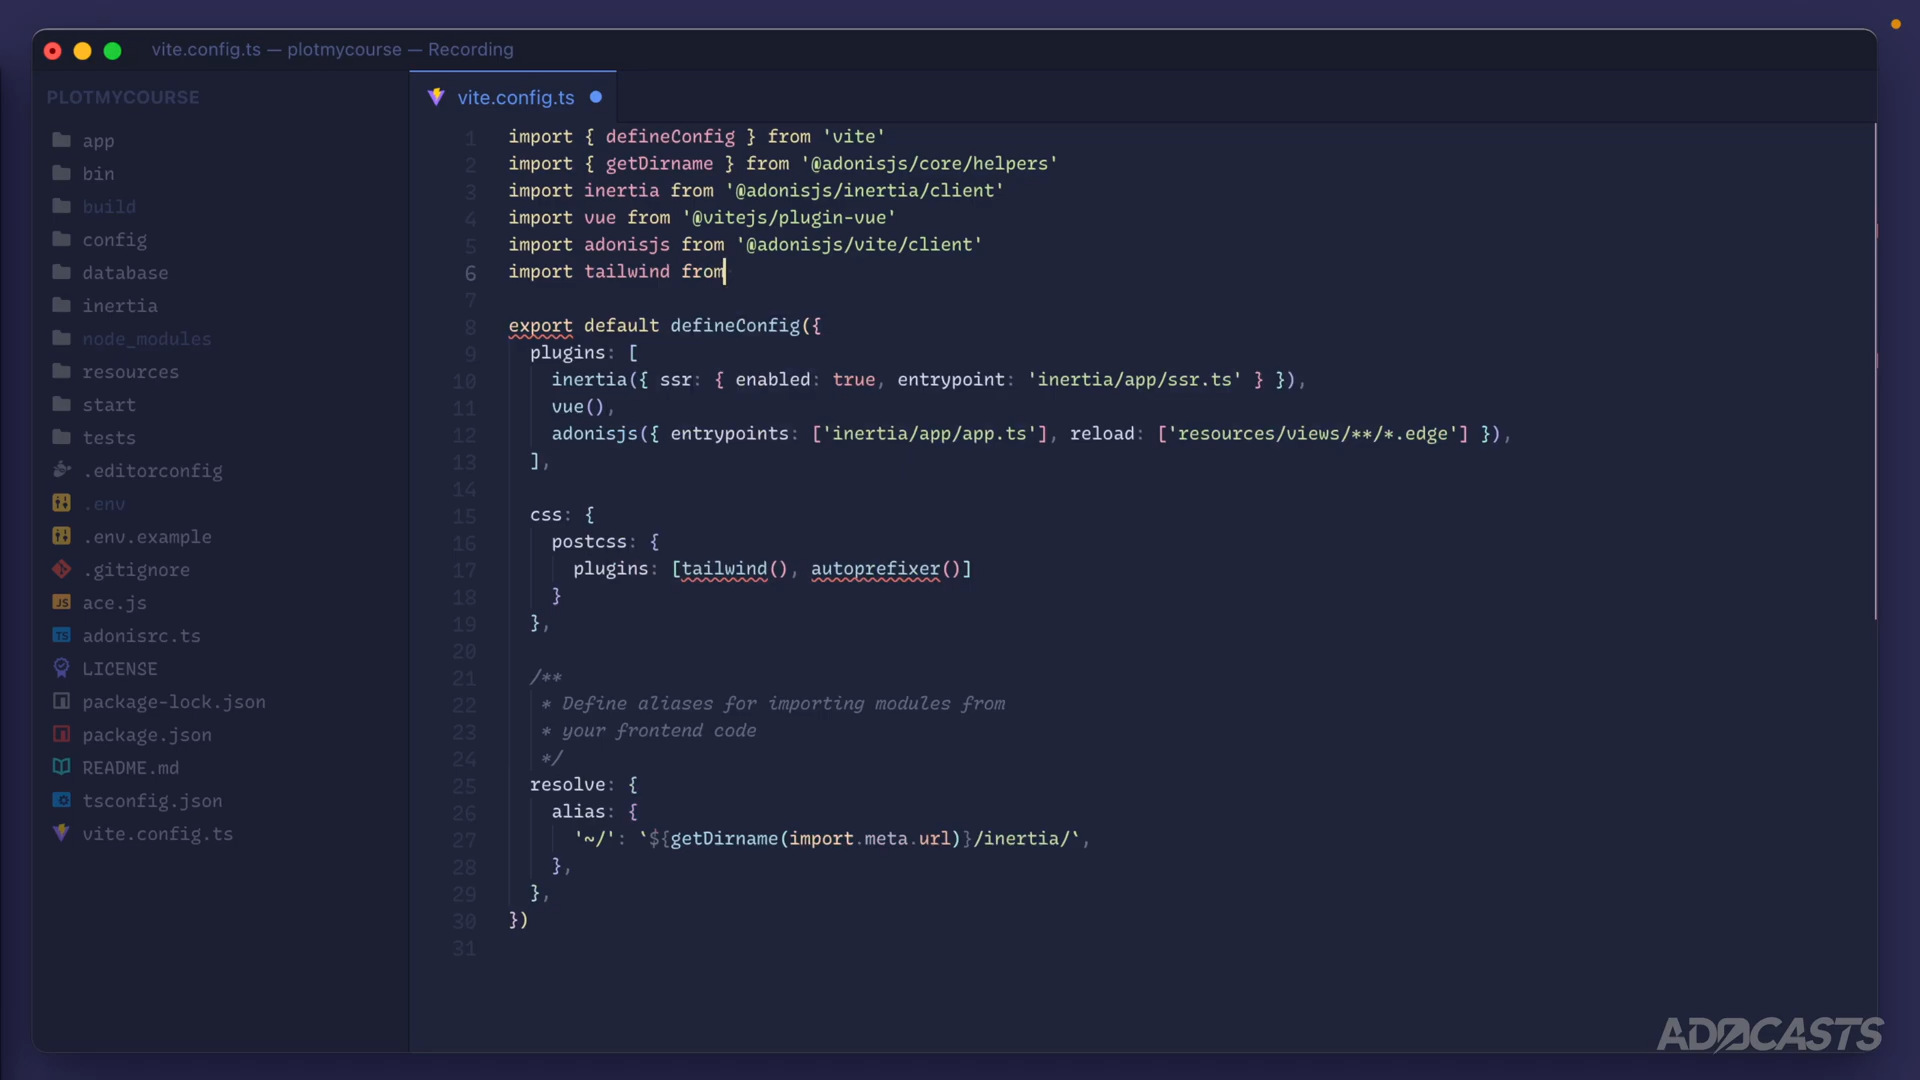 vite.config.ts — plotmycourse — Recording
PLOTMYCOURSE
app
bin
build
config
database
inertia
node_modules
resources
start
tests
.editorconfig
.env
.env.example
.gitignore
ace.js
adonisrc.ts
LICENSE
package-lock.json
package.json
README.md
tsconfig.json
vite.config.ts
vite.config.ts
1 import { defineConfig } from 'vite'
2 import { getDirname } from '@adonisjs/core/helpers'
3 import inertia from '@adonisjs/inertia/client'
4 import vue from '@vitejs/plugin-vue'
5 import adonisjs from '@adonisjs/vite/client'
6 import tailwind from
7
8 export default defineConfig({
9 plugins: [
10 inertia({ ssr: { enabled: true, entrypoint: 'inertia/app/ssr.ts' } }),
11 vue(),
12 adonisjs({ entrypoints: ['inertia/app/app.ts'], reload: ['resources/views/**/*.edge'] }),
13 ],
14
15 css: {
16 postcss: {
17 plugins: [tailwind(), autoprefixer()]
18 }
19 },
20
21 /**
22 * Define aliases for importing modules from
23 * your frontend code
24 */
25 resolve: {
26 alias: {
27 '~/': `${getDirname(import.meta.url)}/inertia/`,
28 },
29 },
30 })
31
ADOCASTS